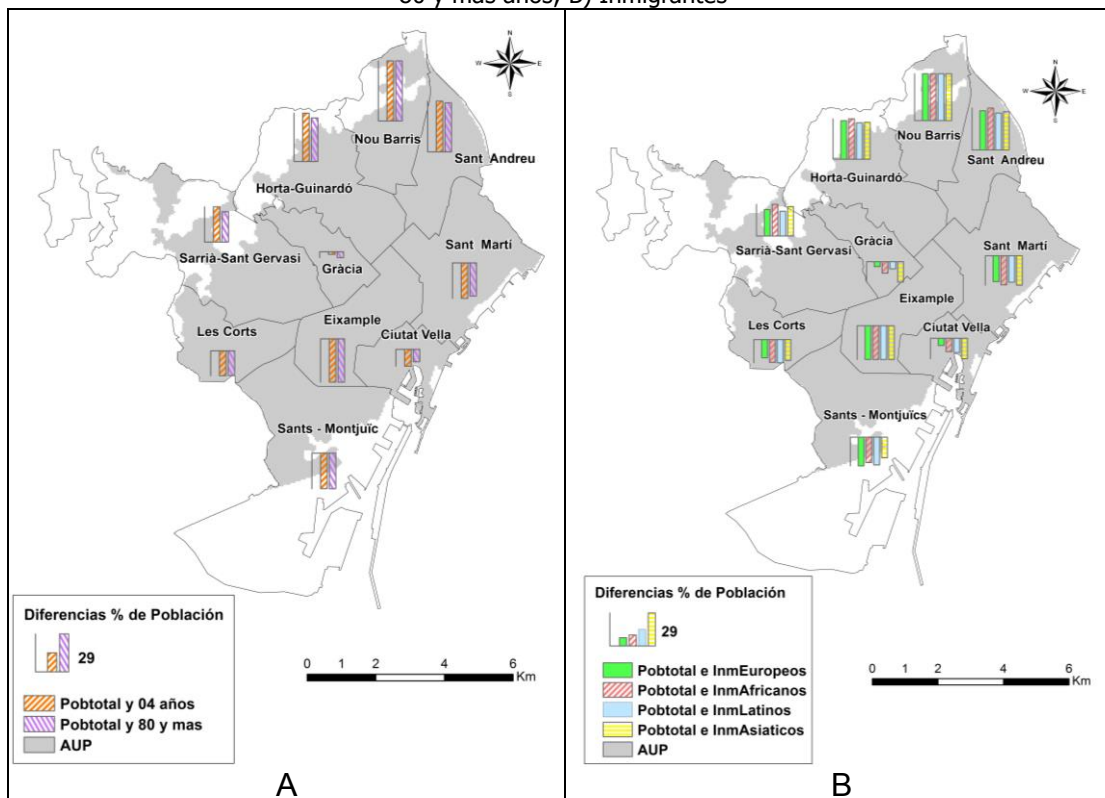 80 y más años, B) Inmigrantes
N
W E
S
Nou Barris
Sant Andreu
Horta-Guinardó
Sarrià-Sant Gervasi
Gràcia
Sant Martí
Les Corts
Eixample
Ciutat Vella
Sants - Montjuïc
Diferencias % de Población
29
Pobtotal y 04 años
Pobtotal y 80 y mas
AUP
0 1 2 4 6
Km
A
N
W E
S
Nou Barris
Sant Andreu
Horta-Guinardó
Sarrià-Sant Gervasi
Gràcia
Sant Martí
Eixample
Les Corts
Ciutat Vella
Sants - Montjuïcs
Diferencias % de Población
29
Pobtotal e InmEuropeos
Pobtotal e InmAfricanos
Pobtotal e InmLatinos
Pobtotal e InmAsiaticos
AUP
0 1 2 4 6
Km
B